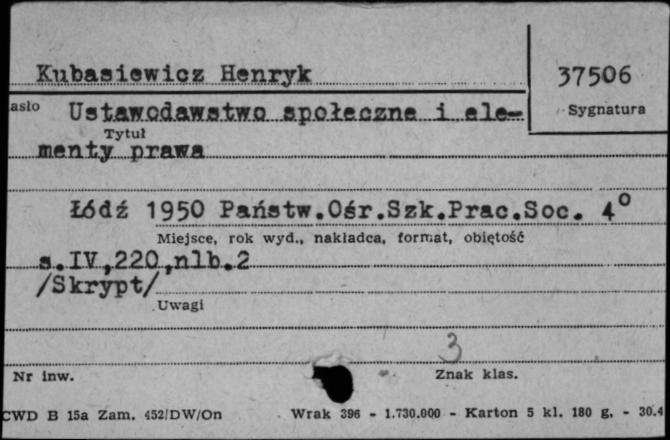 Kubasiewicz Henryk
37506
asło
Sygnatura
Ustawodawstwo społeczne i ele-
Tytuł
menty prawa
Łódź 1950 Państw.Ośr.Szk.Prac.Soc. 4°
Miejsce, rok wyd., nakładca, format, objętość
s.IV,220,nlb.2
/Skrypt/
Uwagi
3
Nr inw.
Znak klas.
CWD B 15a Zam. 452/DW/On Wrak 396 - 1.730.000 - Karton 5 kl. 180 g. - 30.4